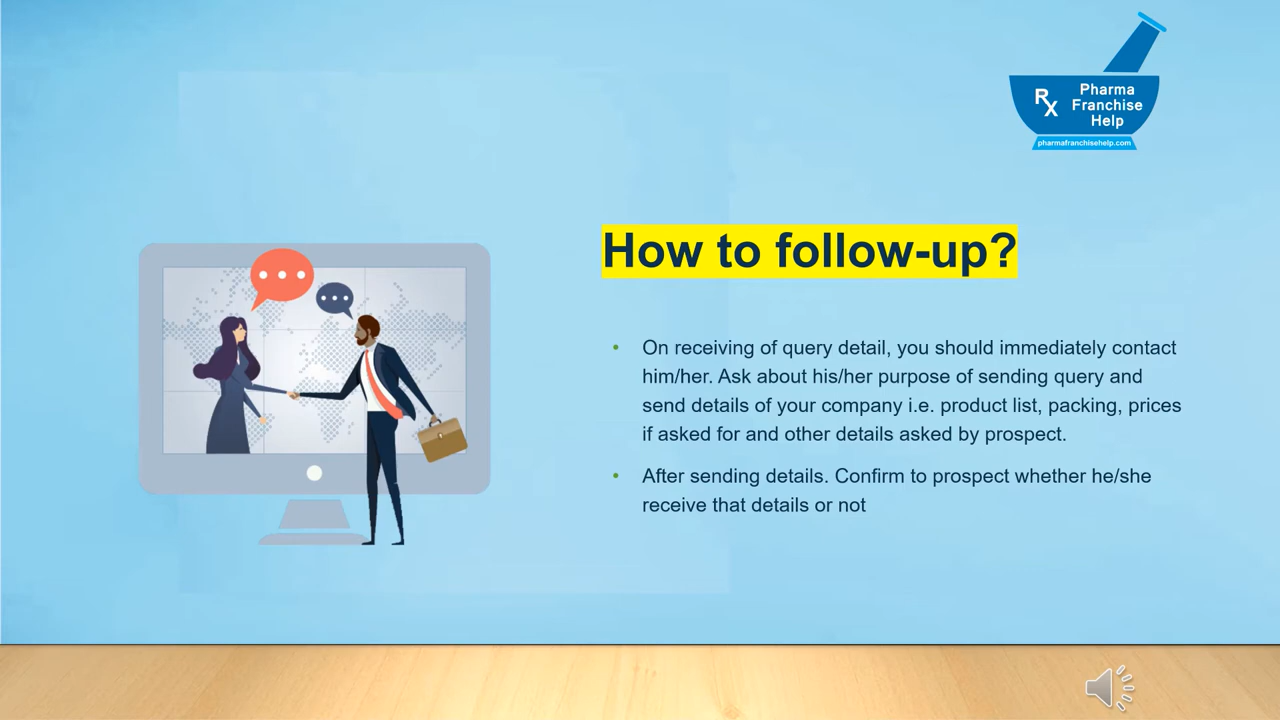 Rx
Pharma
Franchise
Help
pharmafranchisehelp.com
How to follow-up?
• On receiving of query detail, you should immediately contact
him/her. Ask about his/her purpose of sending query and
send details of your company i.e. product list, packing, prices
if asked for and other details asked by prospect.
• After sending details. Confirm to prospect whether he/she
receive that details or not